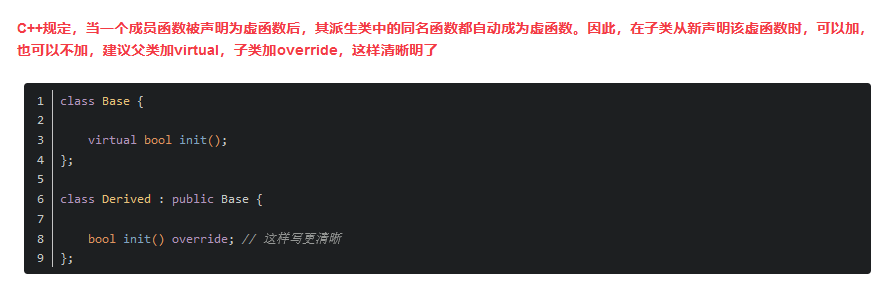 C++规定，当一个成员函数被声明为虚函数后，其派生类中的同名函数都自动成为虚函数。因此，在子类从新声明该虚函数时，可以加，
也可以不加，建议父类加virtual，子类加override，这样清晰明了
1 class Base {
2
3     virtual bool init();
4 };
5
6 class Derived : public Base {
7
8     bool init() override; // 这样写更清晰
9 };